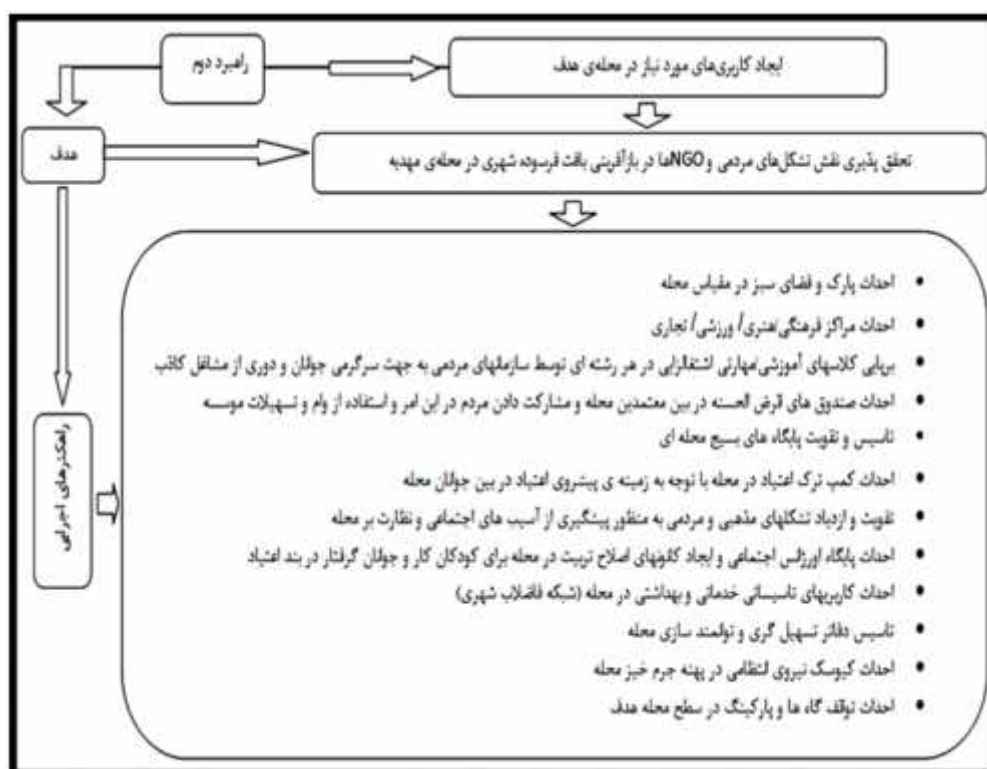 راهبرد دوم
ایجاد کاربری‌های مورد نیاز در محله‌ی هدف
هدف
تحقق پذیری نقش تشکل‌های مردمی و NGOها در بازآفرینی بافت فرسوده شهری در محله‌ی مهدیه
راهکارهای اجرایی
• احداث پارک و فضای سبز در مقیاس محله
• احداث مراکز فرهنگی/هنری/ ورزشی/ تجاری
• برپایی کلاسهای آموزشی/مهارتی اشتغالزایی در هر رشته ای توسط سازمانهای مردمی به جهت سرگرمی جوانان و دوری از مشاغل کاذب
• احداث صندوق های قرض الحسنه در بین معتمدین محله و مشارکت دادن مردم در این امر و استفاده از وام و تسهیلات موسسه
• تاسیس و تقویت پایگاه های بسیج محله ای
• احداث کمپ ترک اعتیاد در محله با توجه به زمینه ی پیشروی اعتیاد در بین جوانان محله
• تقویت و ازدیاد تشکلهای مذهبی و مردمی به منظور پیشگیری از آسیب های اجتماعی و نظارت بر محله
• احداث پایگاه اورژانس اجتماعی و ایجاد کانونهای اصلاح تربیت در محله برای کودکان کار و جوانان گرفتار در بند اعتیاد
• احداث کاربریهای تاسیساتی خدماتی و بهداشتی در محله (شبکه فاضلاب شهری)
• تاسیس دفاتر تسهیل گری و توانمند سازی محله
• احداث کیوسک نیروی انتظامی در پهنه جرم خیز محله
• احداث توقف گاه ها و پارکینگ در سطح محله هدف